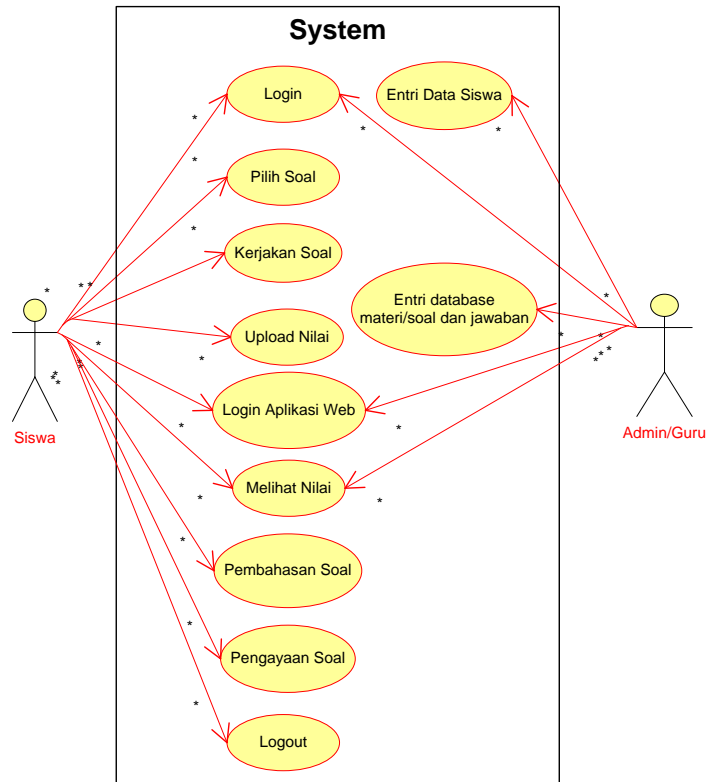 System
Login
Entri Data Siswa
Pilih Soal
Kerjakan Soal
Entri database
materi/soal dan jawaban
Upload Nilai
Login Aplikasi Web
Siswa
Admin/Guru
Melihat Nilai
Pembahasan Soal
Pengayaan Soal
Logout